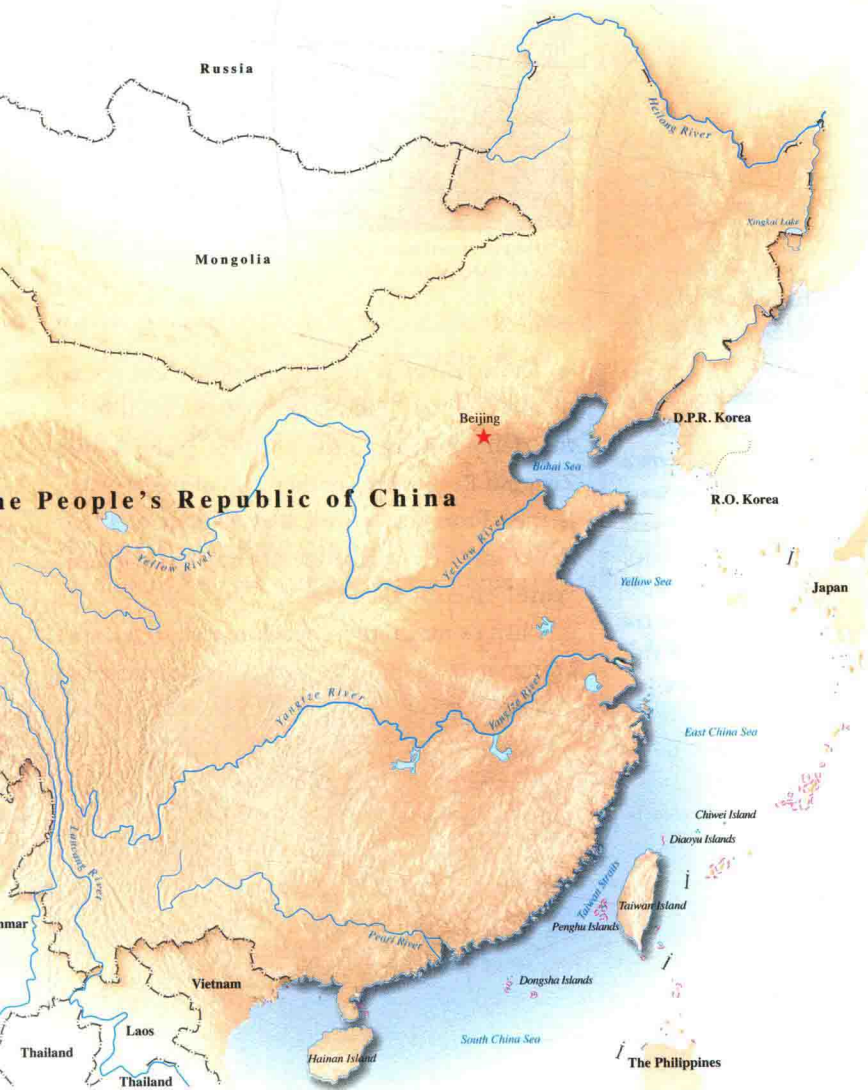 Russia
Heilong River
Xingkai Lake
Mongolia
Beijing
D.P.R. Korea
Bohai Sea
he People's Republic of China
R.O. Korea
Yellow River
Yellow River
Yellow Sea
Japan
Yangtze River
Yangtze River
East China Sea
Chiwei Island
Diaoyu Islands
Lancang River
Taiwan Straits
Taiwan Island
Penghu Islands
nmar
Pearl River
Vietnam
Dongsha Islands
Laos
South China Sea
Thailand
Hainan Island
The Philippines
Thailand